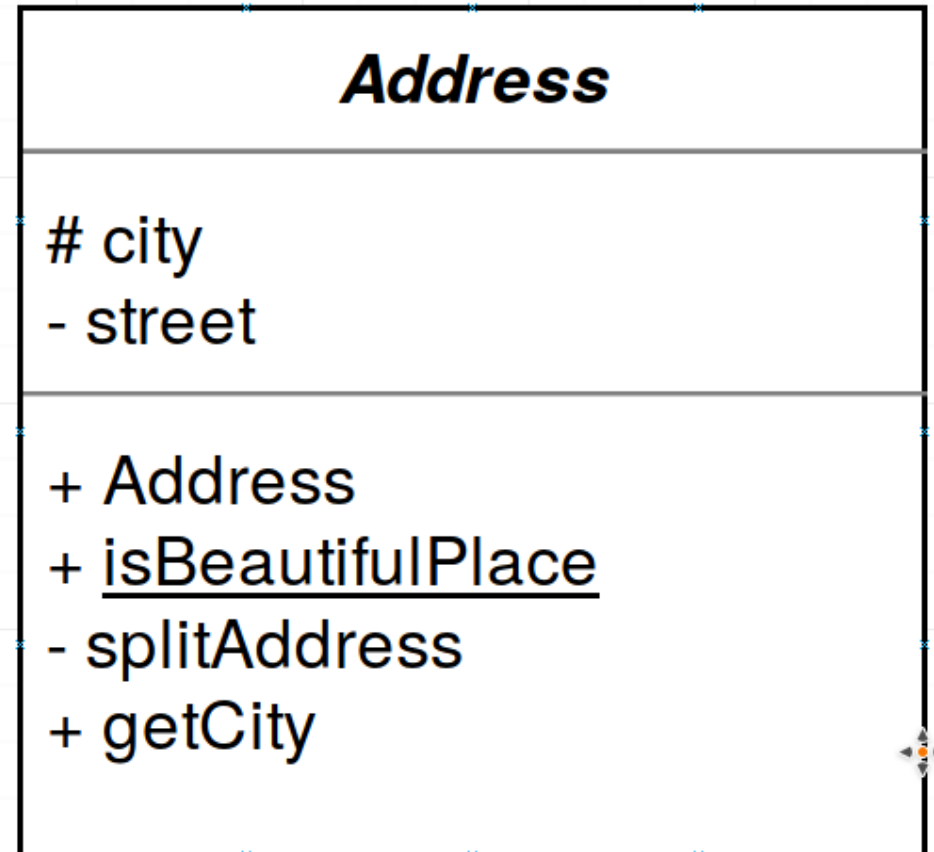 Address
# city
- street
+ Address
+ isBeautifulPlace
- splitAddress
+ getCity